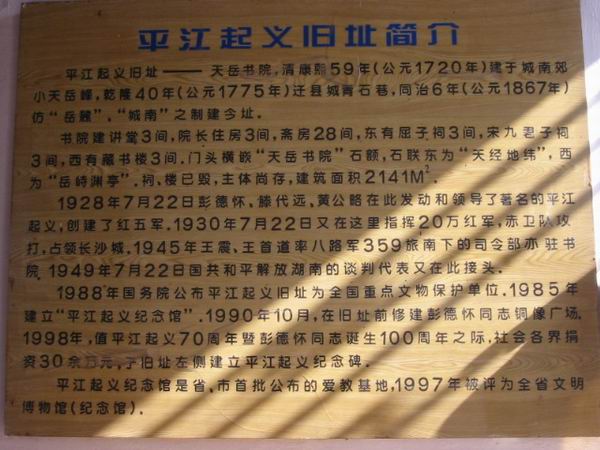 平江起义旧址简介
平江起义旧址——天岳书院,清康熙59年(公元1720年)建于城南郊
小天岳峰,乾隆40年(公元1775年)迁县城青石巷,同治6年(公元1867年)
仿“岳麓”,“城南”之制建今址.
书院建讲堂3间,院长住房3间,斋房28间,东有屈子祠3间,宋九君子祠
3间,西有藏书楼3间.门头横嵌“天岳书院”石额,石联东为“天经地纬”,西
为“岳峙渊亭”.祠、楼已毁,主体尚存,建筑面积2141M²
1928年7月22日彭德怀、滕代远、黄公略在此发动和领导了著名的平江
起义,创建了红五军.1930年7月22日又在这里指挥20万红军,赤卫队攻
打,占领长沙城.1945年王震、王首道率八路军359旅南下的司令部亦驻书
院.1949年7月22日国共和平解放湖南的谈判代表又在此接头.
1988年国务院公布平江起义旧址为全国重点文物保护单位.1985年
建立“平江起义纪念馆”.1990年10月,在旧址前修建彭德怀同志铜像广场.
1998年,值平江起义70周年暨彭德怀同志诞生100周年之际,社会各界捐
资30余万元,于旧址左侧建立平江起义纪念碑.
平江起义纪念馆是省,市首批公布的爱教基地,1997年被评为全省文明
博物馆(纪念馆).